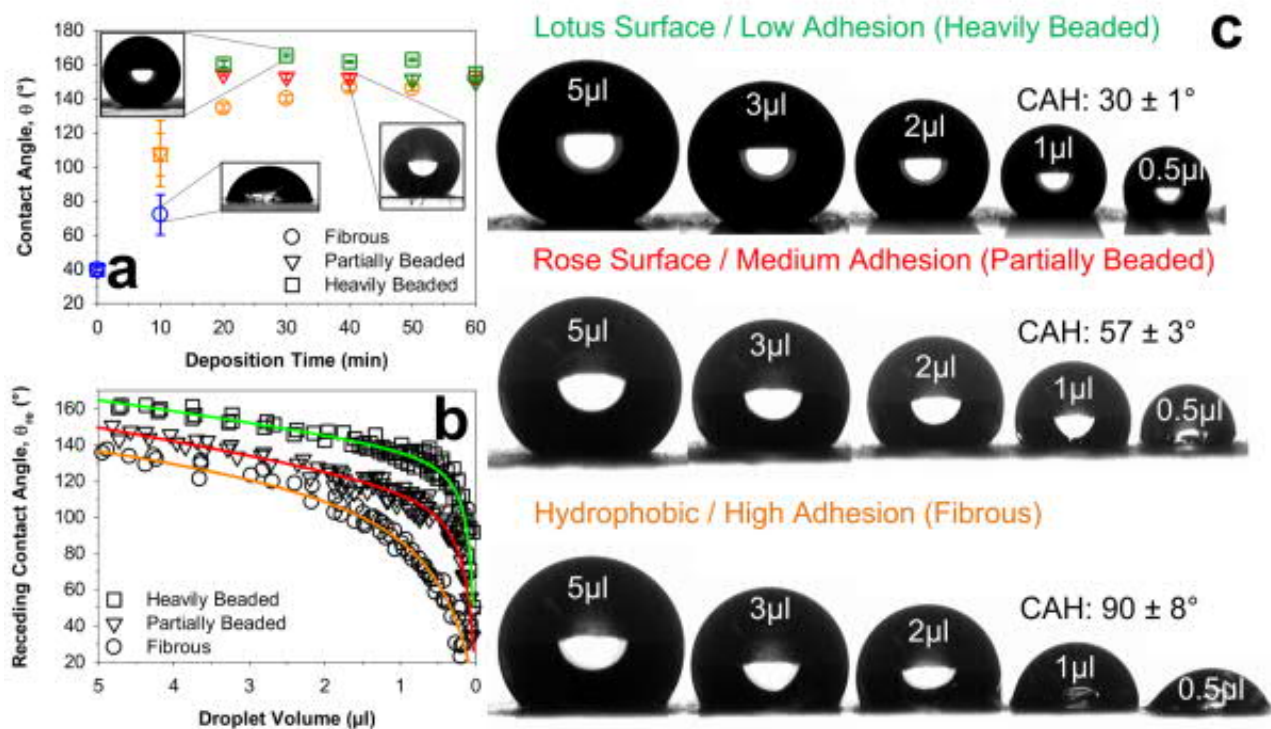 a
180
160
140
120
100
80
60
40
20
Contact Angle, θ (°)
0 10 20 30 40 50 60
Deposition Time (min)
Fibrous
Partially Beaded
Heavily Beaded
b
160
140
120
100
80
60
40
20
Receding Contact Angle, θre (°)
5 4 3 2 1 0
Droplet Volume (µl)
Heavily Beaded
Partially Beaded
Fibrous
c
Lotus Surface / Low Adhesion (Heavily Beaded)
CAH: 30 ± 1°
5µl 3µl 2µl 1µl 0.5µl
Rose Surface / Medium Adhesion (Partially Beaded)
CAH: 57 ± 3°
5µl 3µl 2µl 1µl 0.5µl
Hydrophobic / High Adhesion (Fibrous)
CAH: 90 ± 8°
5µl 3µl 2µl 1µl 0.5µl